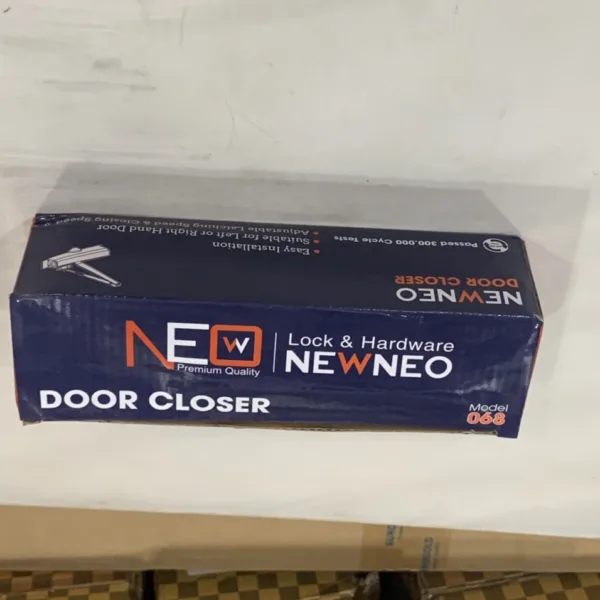 NEWNEO
DOOR CLOSER
Passed 300.000 Cycle Tests
• Easy Installation
• Suitable for Left or Right Hand Door
• Adjustable Latching Speed & Closing Speed
NEO
W
Premium Quality
Lock & Hardware
NEWNEO
DOOR CLOSER
Model
068